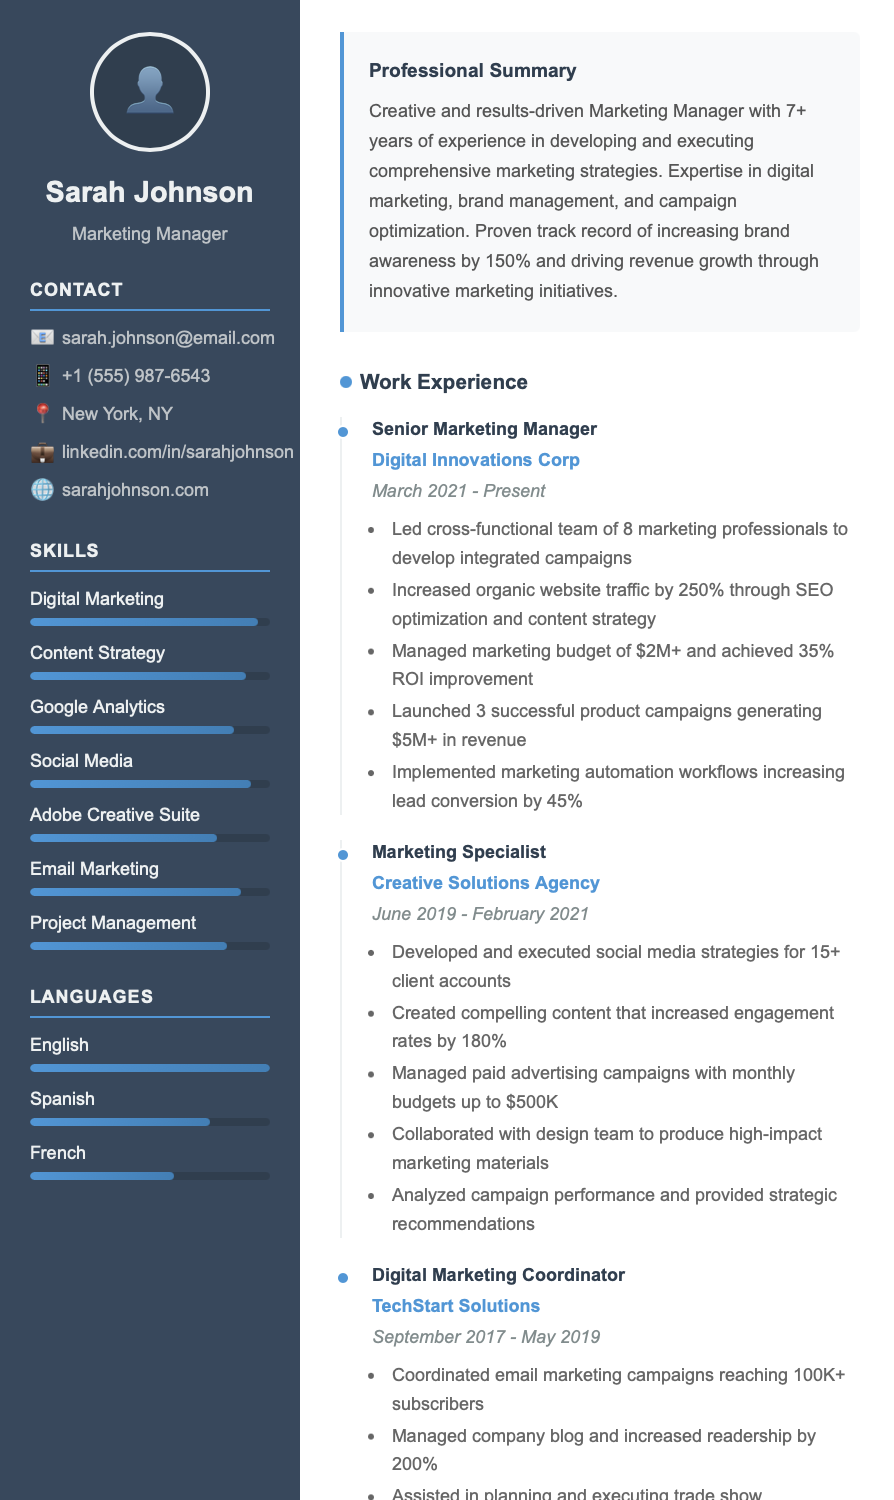 Sarah Johnson
Marketing Manager
CONTACT
sarah.johnson@email.com
+1 (555) 987-6543
New York, NY
linkedin.com/in/sarahjohnson
sarahjohnson.com
SKILLS
Digital Marketing
Content Strategy
Google Analytics
Social Media
Adobe Creative Suite
Email Marketing
Project Management
LANGUAGES
English
Spanish
French
Professional Summary
Creative and results-driven Marketing Manager with 7+
years of experience in developing and executing
comprehensive marketing strategies. Expertise in digital
marketing, brand management, and campaign
optimization. Proven track record of increasing brand
awareness by 150% and driving revenue growth through
innovative marketing initiatives.
Work Experience
Senior Marketing Manager
Digital Innovations Corp
March 2021 - Present
• Led cross-functional team of 8 marketing professionals to
develop integrated campaigns
• Increased organic website traffic by 250% through SEO
optimization and content strategy
• Managed marketing budget of $2M+ and achieved 35%
ROI improvement
• Launched 3 successful product campaigns generating
$5M+ in revenue
• Implemented marketing automation workflows increasing
lead conversion by 45%
Marketing Specialist
Creative Solutions Agency
June 2019 - February 2021
• Developed and executed social media strategies for 15+
client accounts
• Created compelling content that increased engagement
rates by 180%
• Managed paid advertising campaigns with monthly
budgets up to $500K
• Collaborated with design team to produce high-impact
marketing materials
• Analyzed campaign performance and provided strategic
recommendations
Digital Marketing Coordinator
TechStart Solutions
September 2017 - May 2019
• Coordinated email marketing campaigns reaching 100K+
subscribers
• Managed company blog and increased readership by
200%
• Assisted in planning and executing trade show